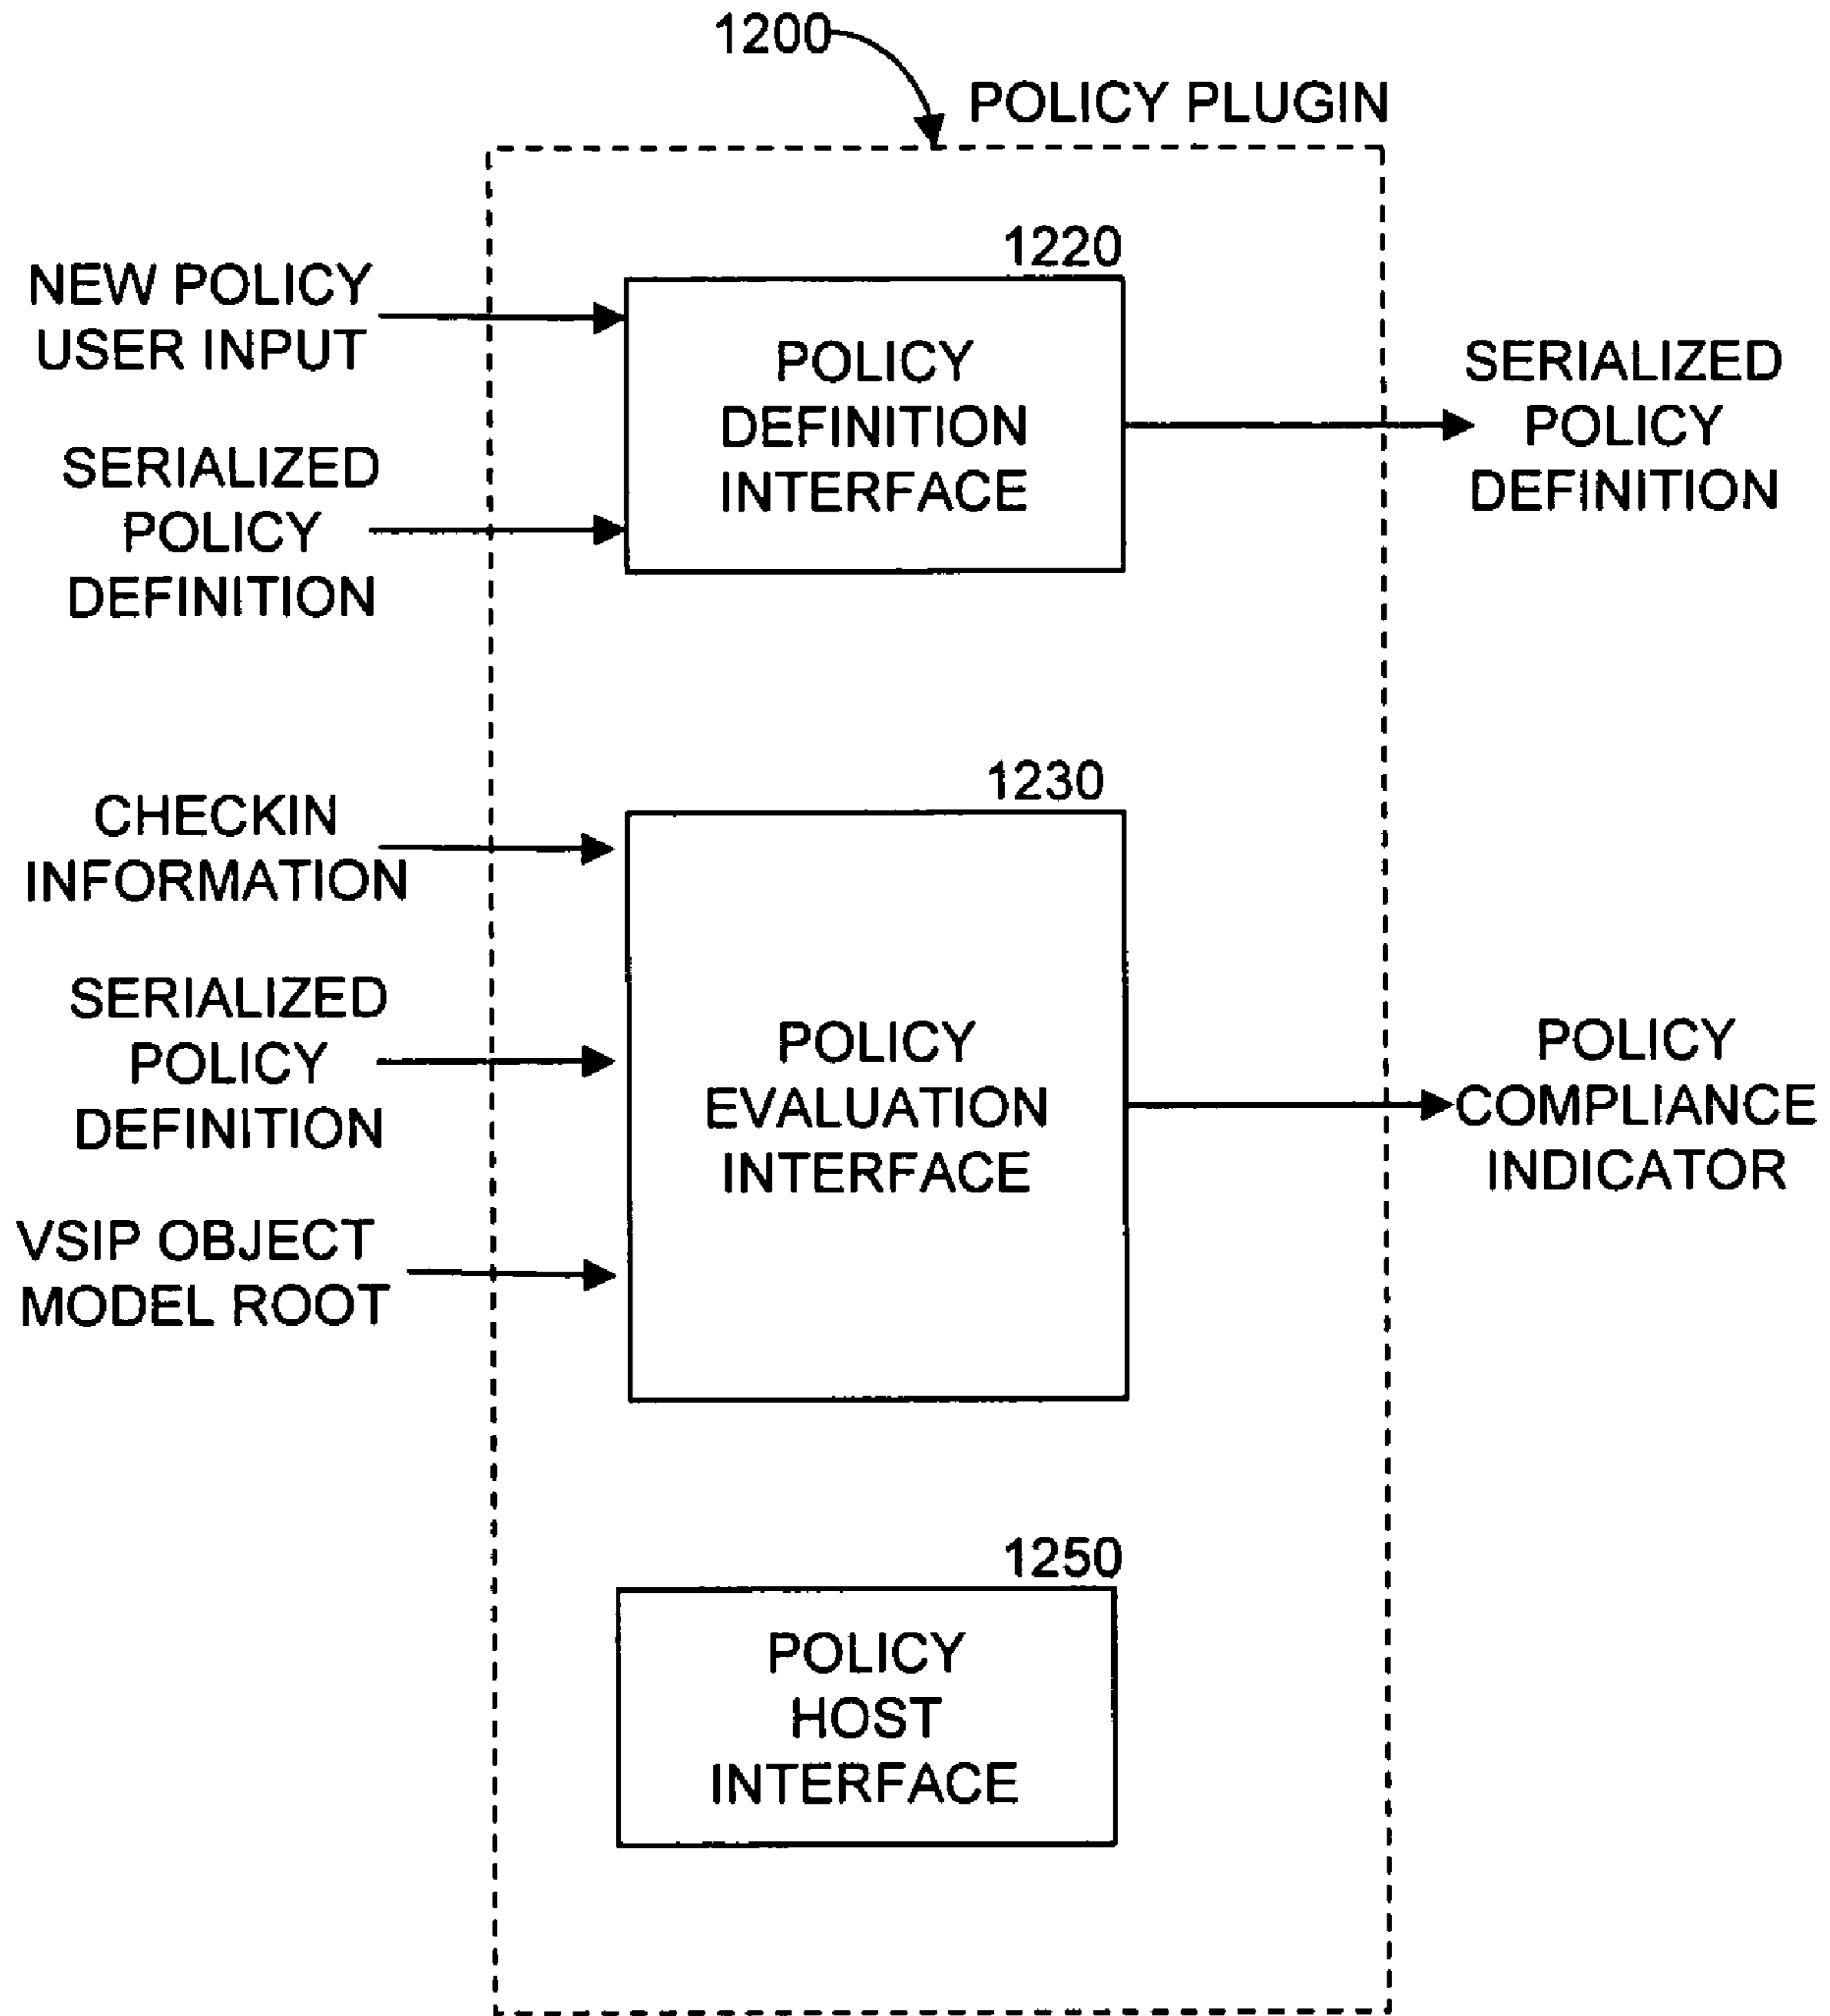 1200
POLICY PLUGIN
1220
NEW POLICY
USER INPUT
SERIALIZED
POLICY
DEFINITION
POLICY
DEFINITION
INTERFACE
SERIALIZED
POLICY
DEFINITION
1230
CHECKIN
INFORMATION
SERIALIZED
POLICY
DEFINITION
VSIP OBJECT
MODEL ROOT
POLICY
EVALUATION
INTERFACE
POLICY
COMPLIANCE
INDICATOR
1250
POLICY
HOST
INTERFACE